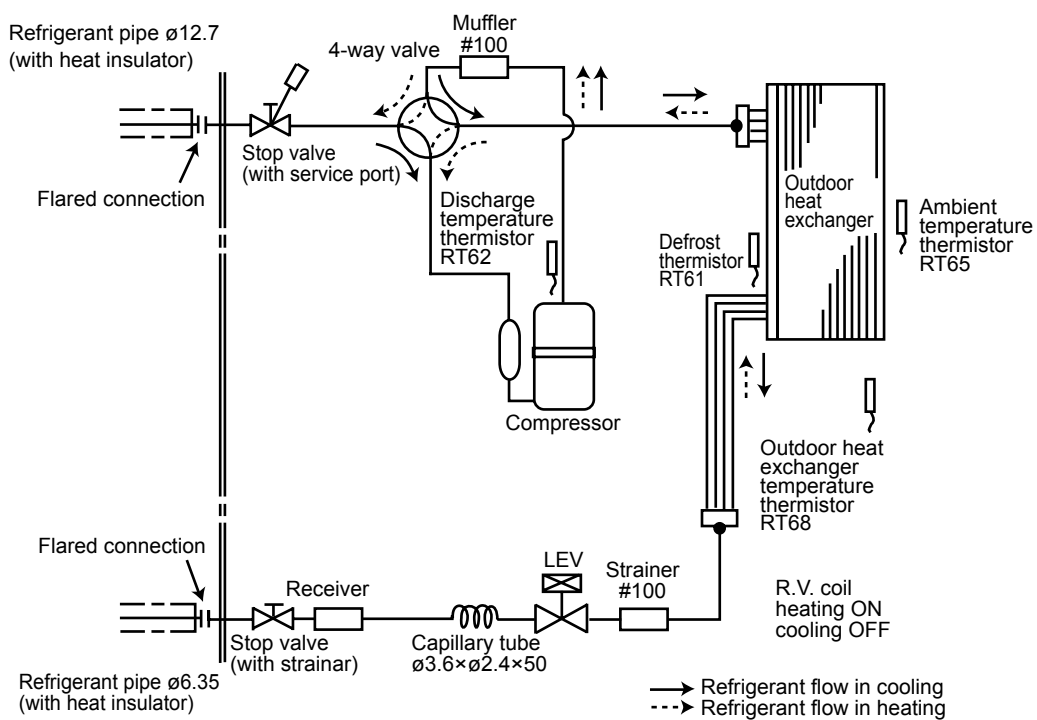 Refrigerant pipe ø12.7
(with heat insulator)
Muffler
#100
4-way valve
Stop valve
(with service port)
Flared connection
Discharge
temperature
thermistor
RT62
Outdoor
heat
exchanger
Ambient
temperature
thermistor
RT65
Defrost
thermistor
RT61
Compressor
Outdoor heat
exchanger
temperature
thermistor
RT68
Flared connection
Receiver
LEV
Strainer
#100
R.V. coil
heating ON
cooling OFF
Stop valve
(with strainar)
Capillary tube
ø3.6×ø2.4×50
Refrigerant pipe ø6.35
(with heat insulator)
Refrigerant flow in cooling
Refrigerant flow in heating